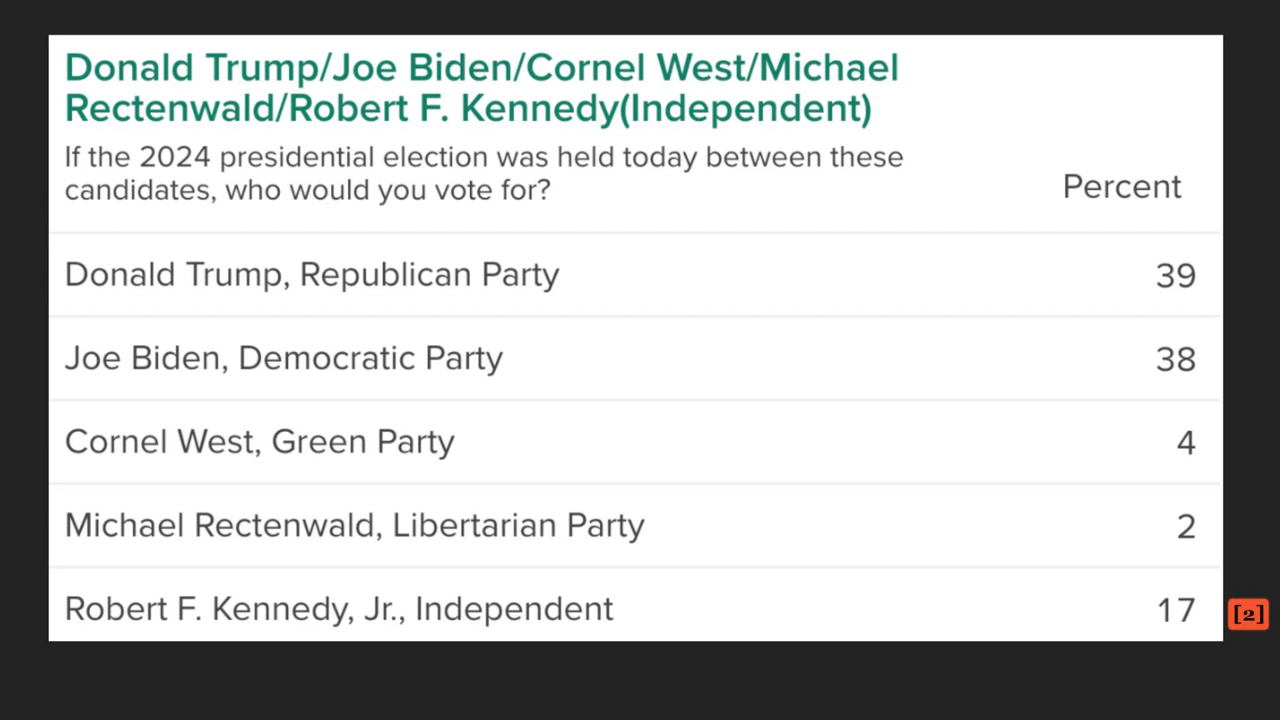 Donald Trump/Joe Biden/Cornel West/Michael
Rectenwald/Robert F. Kennedy(Independent)
If the 2024 presidential election was held today between these
candidates, who would you vote for?
Percent
Donald Trump, Republican Party 39
Joe Biden, Democratic Party 38
Cornel West, Green Party 4
Michael Rectenwald, Libertarian Party 2
Robert F. Kennedy, Jr., Independent 17
[2]